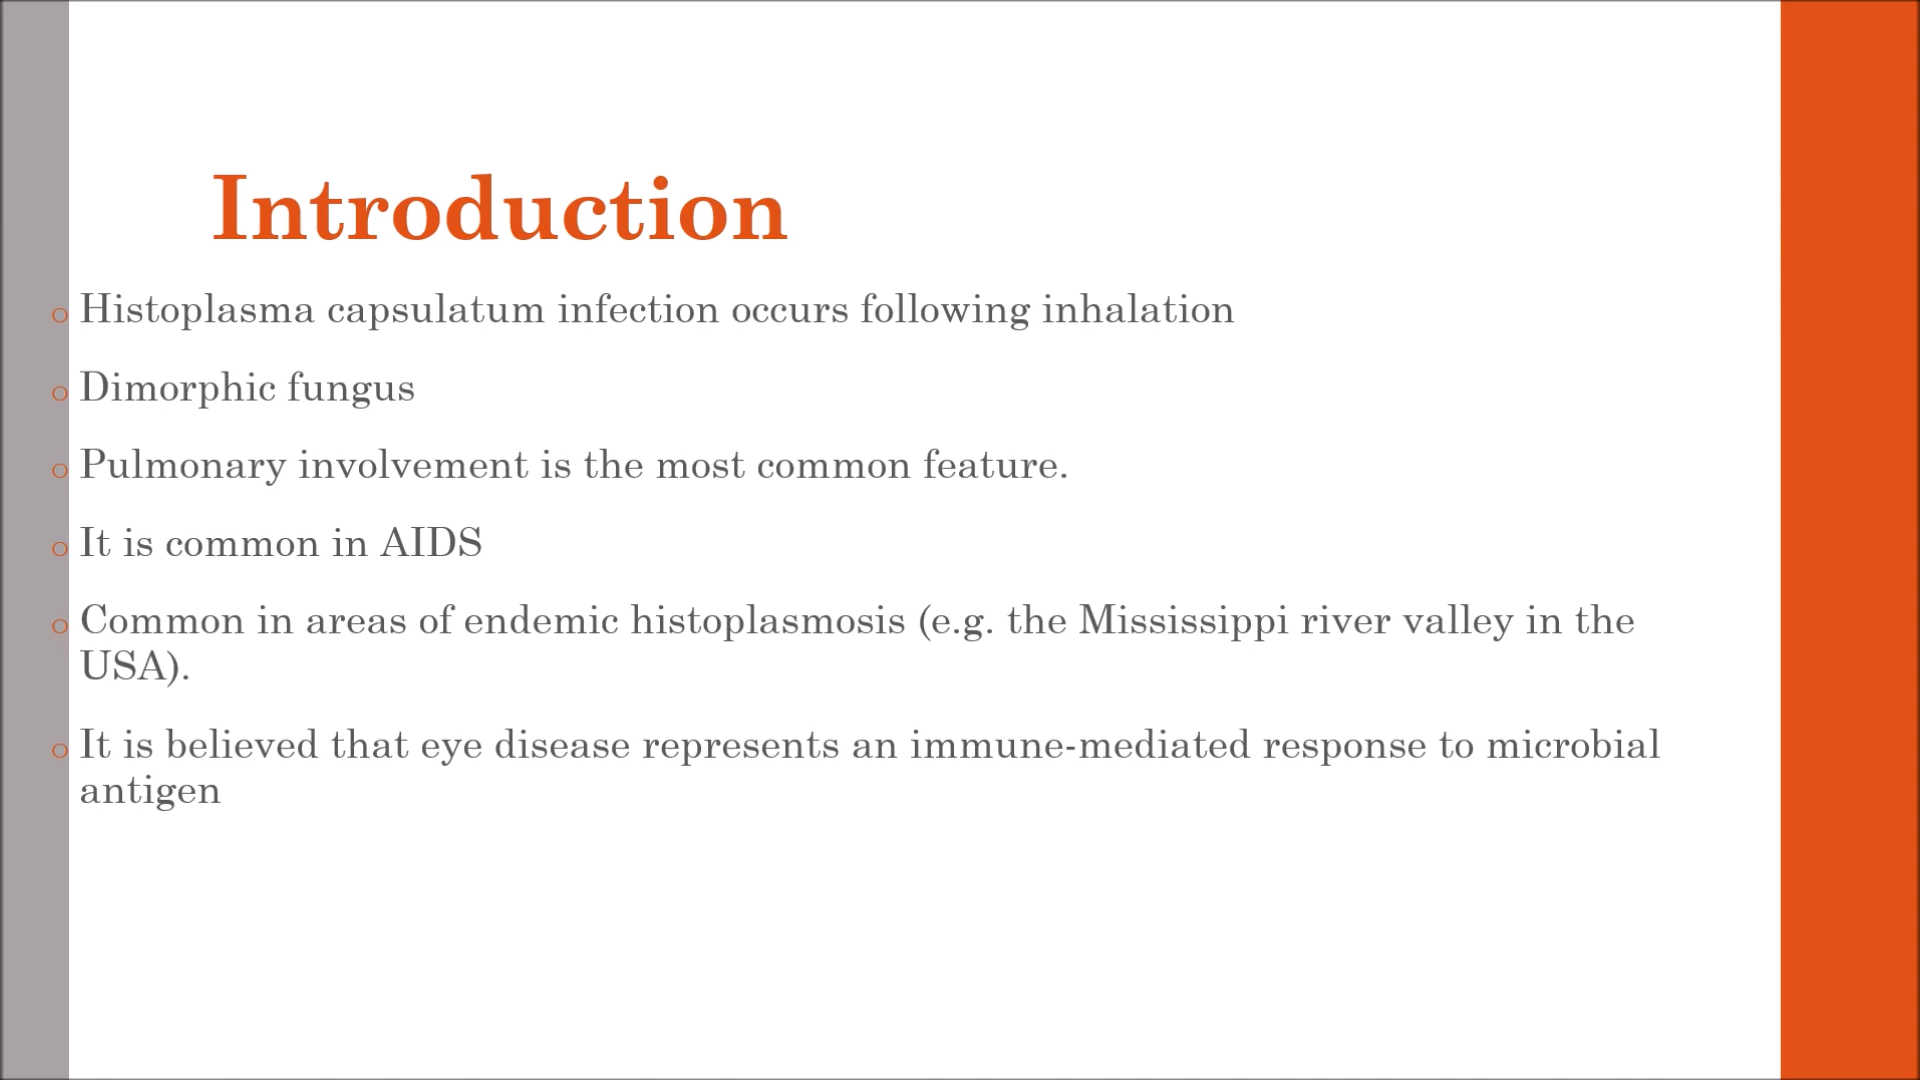 Introduction
Histoplasma capsulatum infection occurs following inhalation
Dimorphic fungus
Pulmonary involvement is the most common feature.
It is common in AIDS
Common in areas of endemic histoplasmosis (e.g. the Mississippi river valley in the
USA).
It is believed that eye disease represents an immune-mediated response to microbial
antigen